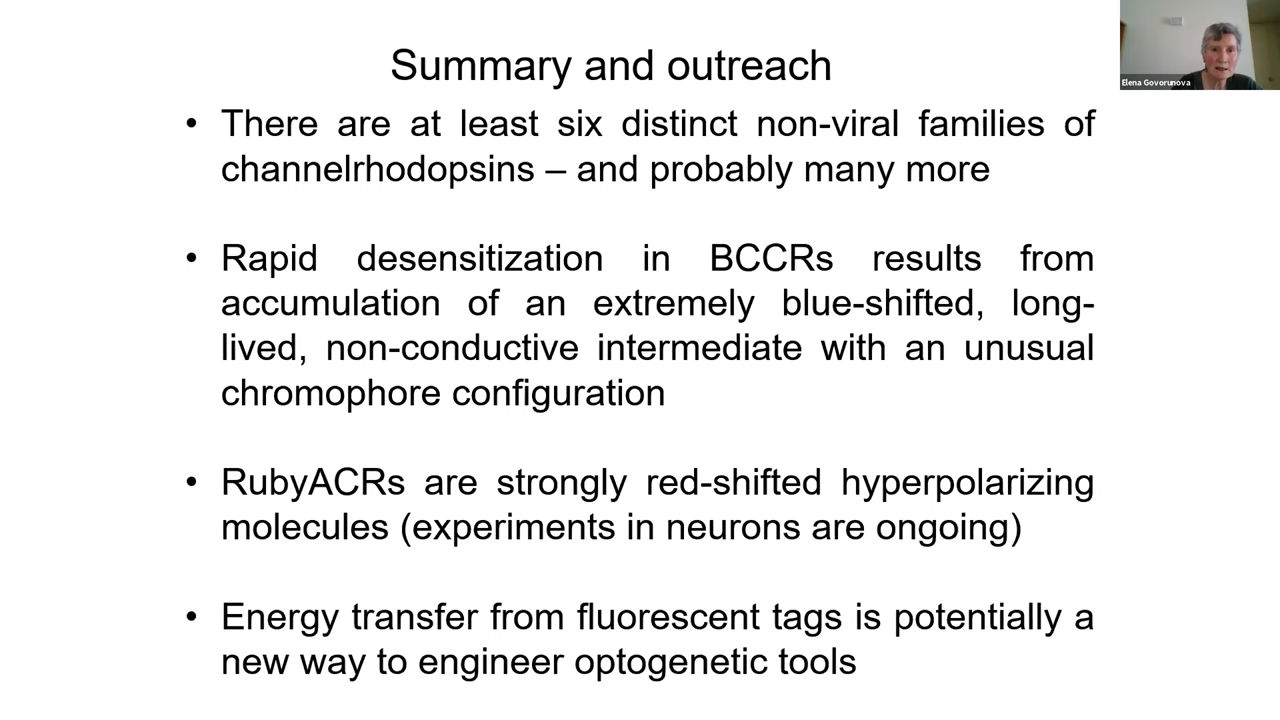 Summary and outreach
Elena Govorunova
• There are at least six distinct non-viral families of
channelrhodopsins – and probably many more
• Rapid desensitization in BCCRs results from
accumulation of an extremely blue-shifted, long-
lived, non-conductive intermediate with an unusual
chromophore configuration
• RubyACRs are strongly red-shifted hyperpolarizing
molecules (experiments in neurons are ongoing)
• Energy transfer from fluorescent tags is potentially a
new way to engineer optogenetic tools